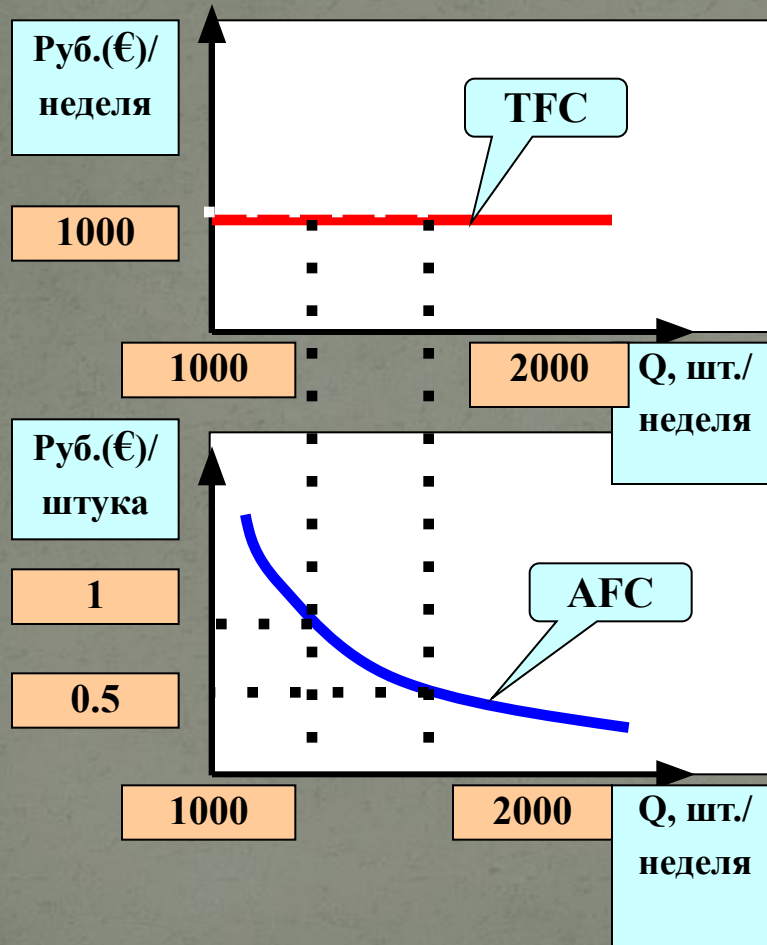 Руб.(€)/
неделя
TFC
1000
1000
2000
Q, шт./
неделя
Руб.(€)/
штука
1
AFC
0.5
1000
2000
Q, шт./
неделя